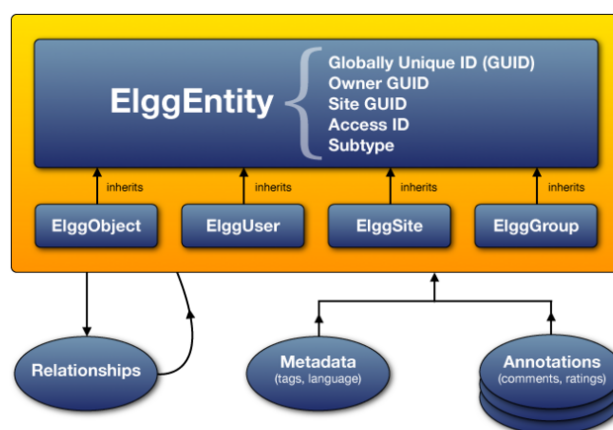 ElggEntity
Globally Unique ID (GUID)
Owner GUID
Site GUID
Access ID
Subtype
inherits
inherits
inherits
inherits
ElggObject
ElggUser
ElggSite
ElggGroup
Relationships
Metadata
(tags, language)
Annotations
(comments, ratings)